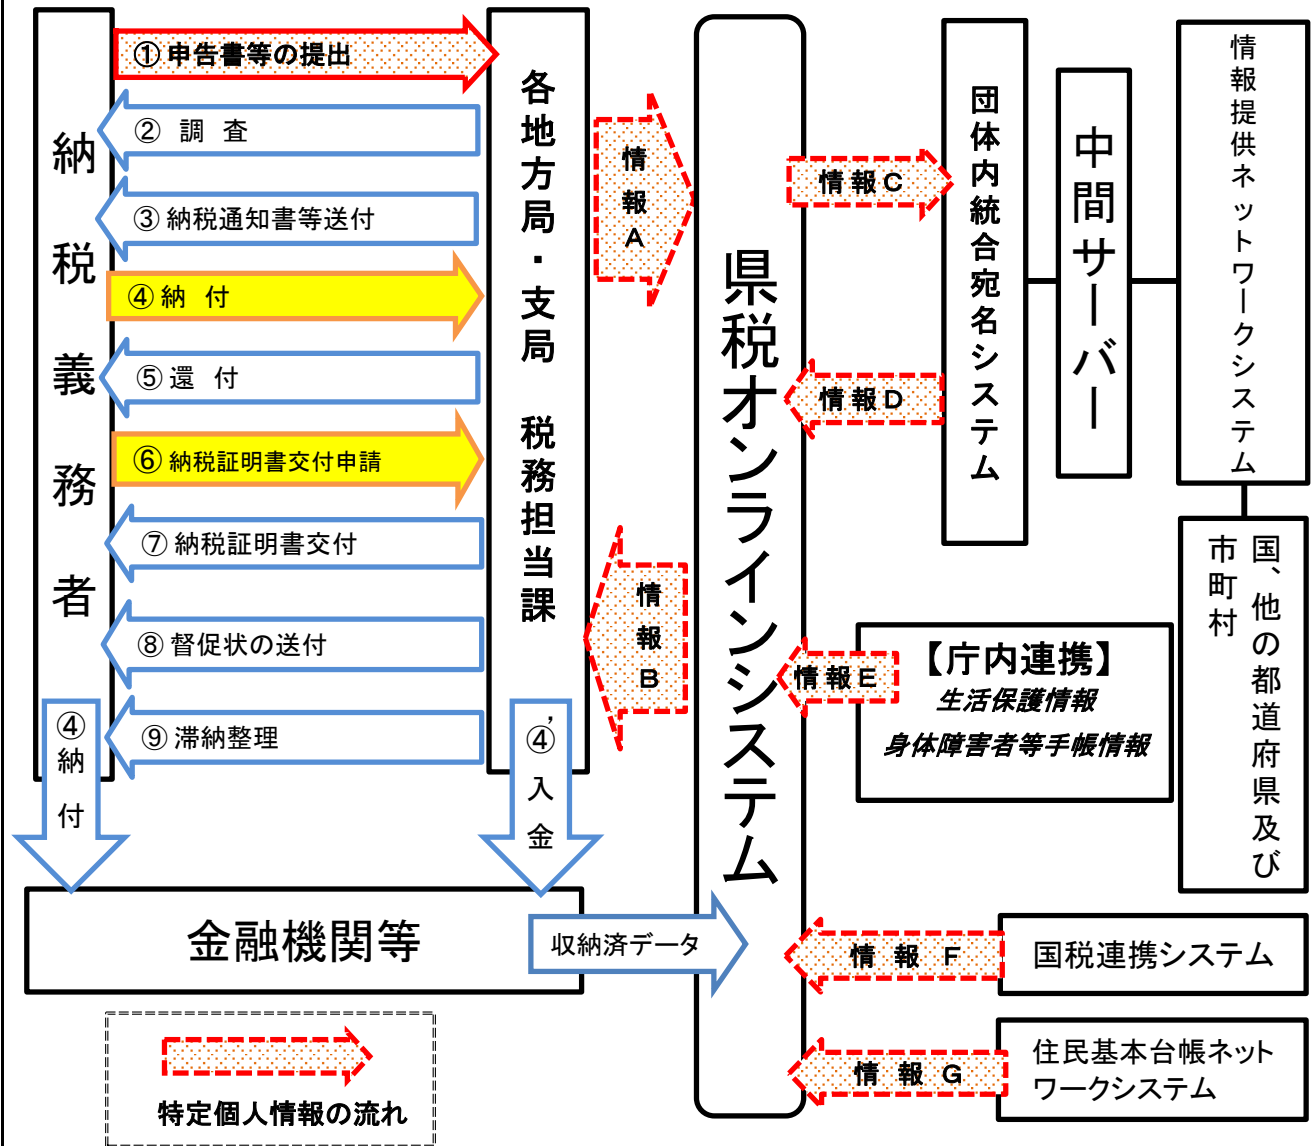 納税義務者
①申告書等の提出
② 調 査
③納税通知書等送付
④納 付
⑤還 付
⑥納税証明書交付申請
⑦納税証明書交付
⑧督促状の送付
⑨滞納整理
④納付
各地方局・支局 税務担当課
④’入金
情報A
情報B
県税オンラインシステム
情報C
情報D
団体内統合宛名システム
中間サーバー
情報提供ネットワークシステム
国、他の都道府県及び
市町村
情報E
【庁内連携】
生活保護情報
身体障害者等手帳情報
金融機関等
収納済データ
情 報 F
国税連携システム
情 報 G
住民基本台帳ネット
ワークシステム
特定個人情報の流れ